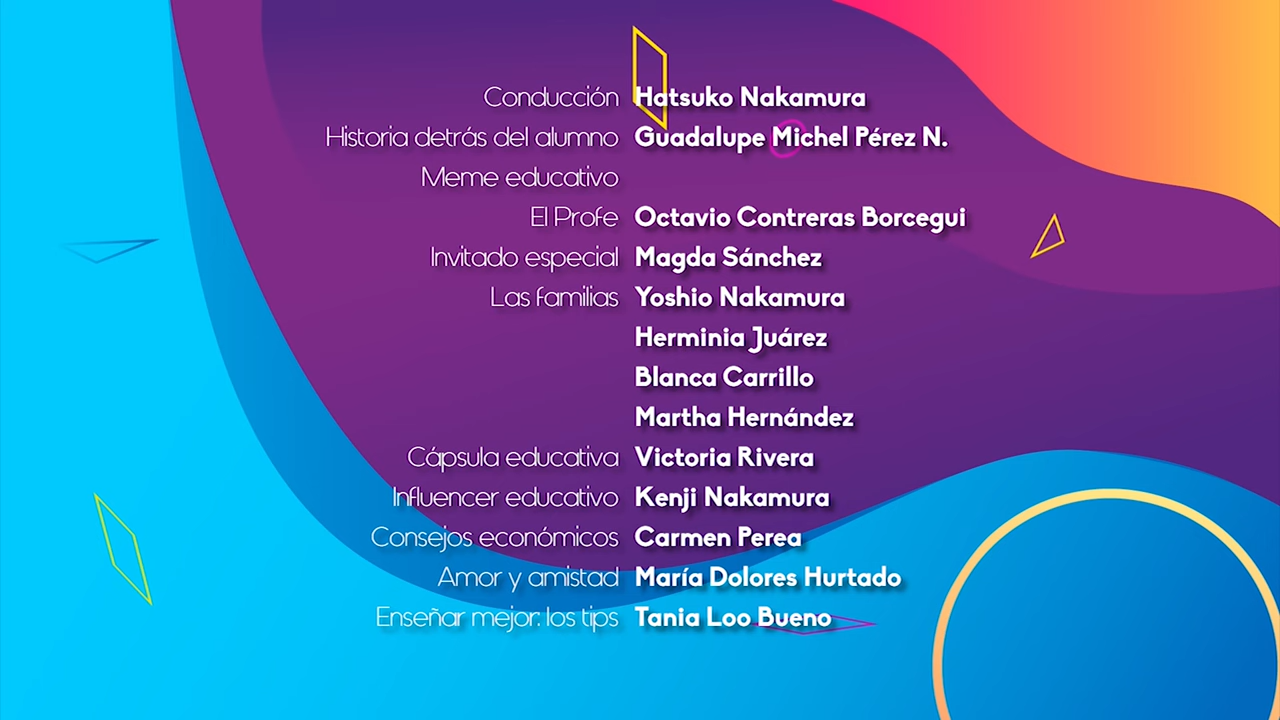 Conducción Hatsuko Nakamura
Historia detrás del alumno Guadalupe Michel Pérez N.
Meme educativo
El Profe Octavio Contreras Borcegui
Invitado especial Magda Sánchez
Las familias Yoshio Nakamura
Herminia Juárez
Blanca Carrillo
Martha Hernández
Cápsula educativa Victoria Rivera
Influencer educativo Kenji Nakamura
Consejos económicos Carmen Perea
Amor y amistad María Dolores Hurtado
Enseñar mejor: los tips Tania Loo Bueno